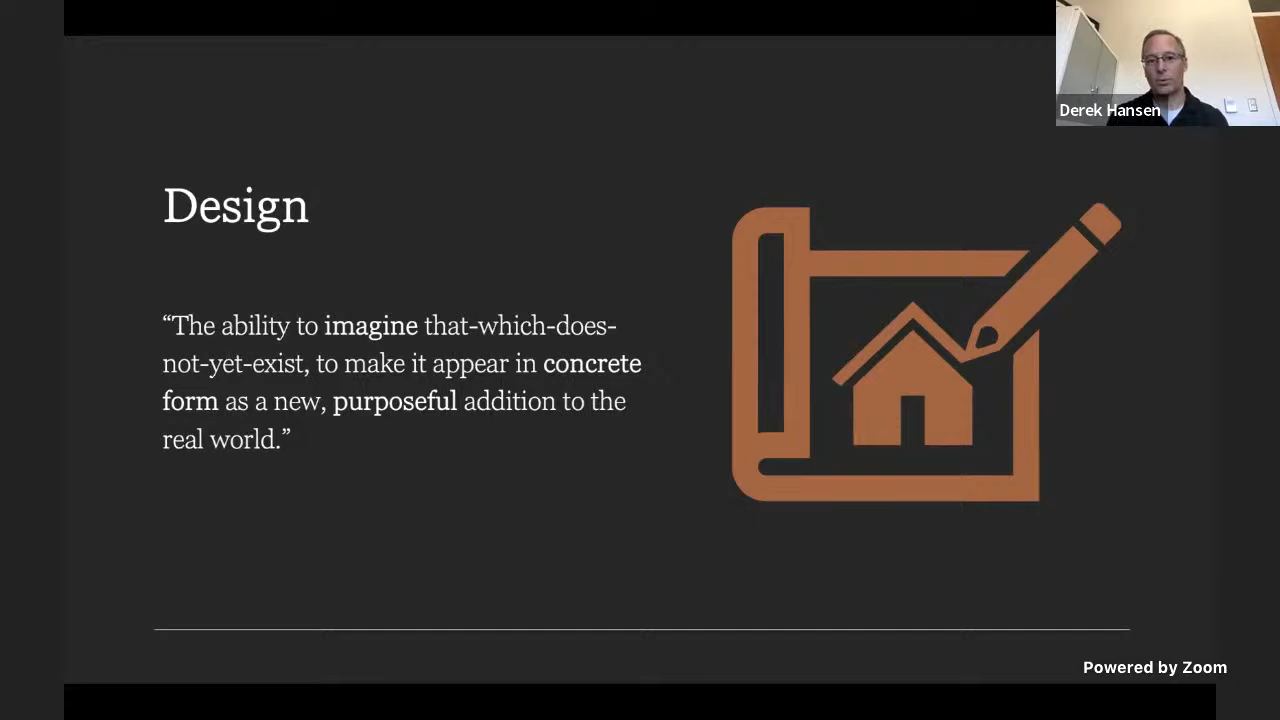 Derek Hansen
Design
“The ability to imagine that-which-does-
not-yet-exist, to make it appear in concrete
form as a new, purposeful addition to the
real world.”
Powered by Zoom